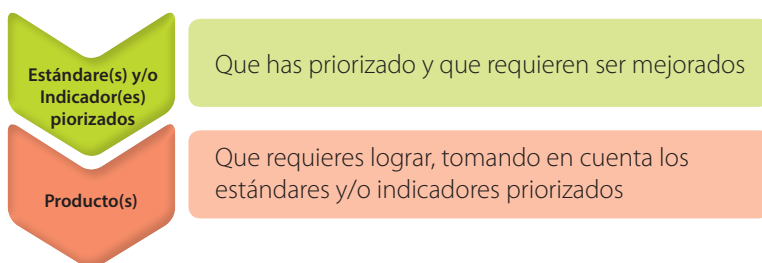 Estándare(s) y/o
Indicador(es)
piorizados
Que has priorizado y que requieren ser mejorados
Producto(s)
Que requieres lograr, tomando en cuenta los
estándares y/o indicadores priorizados